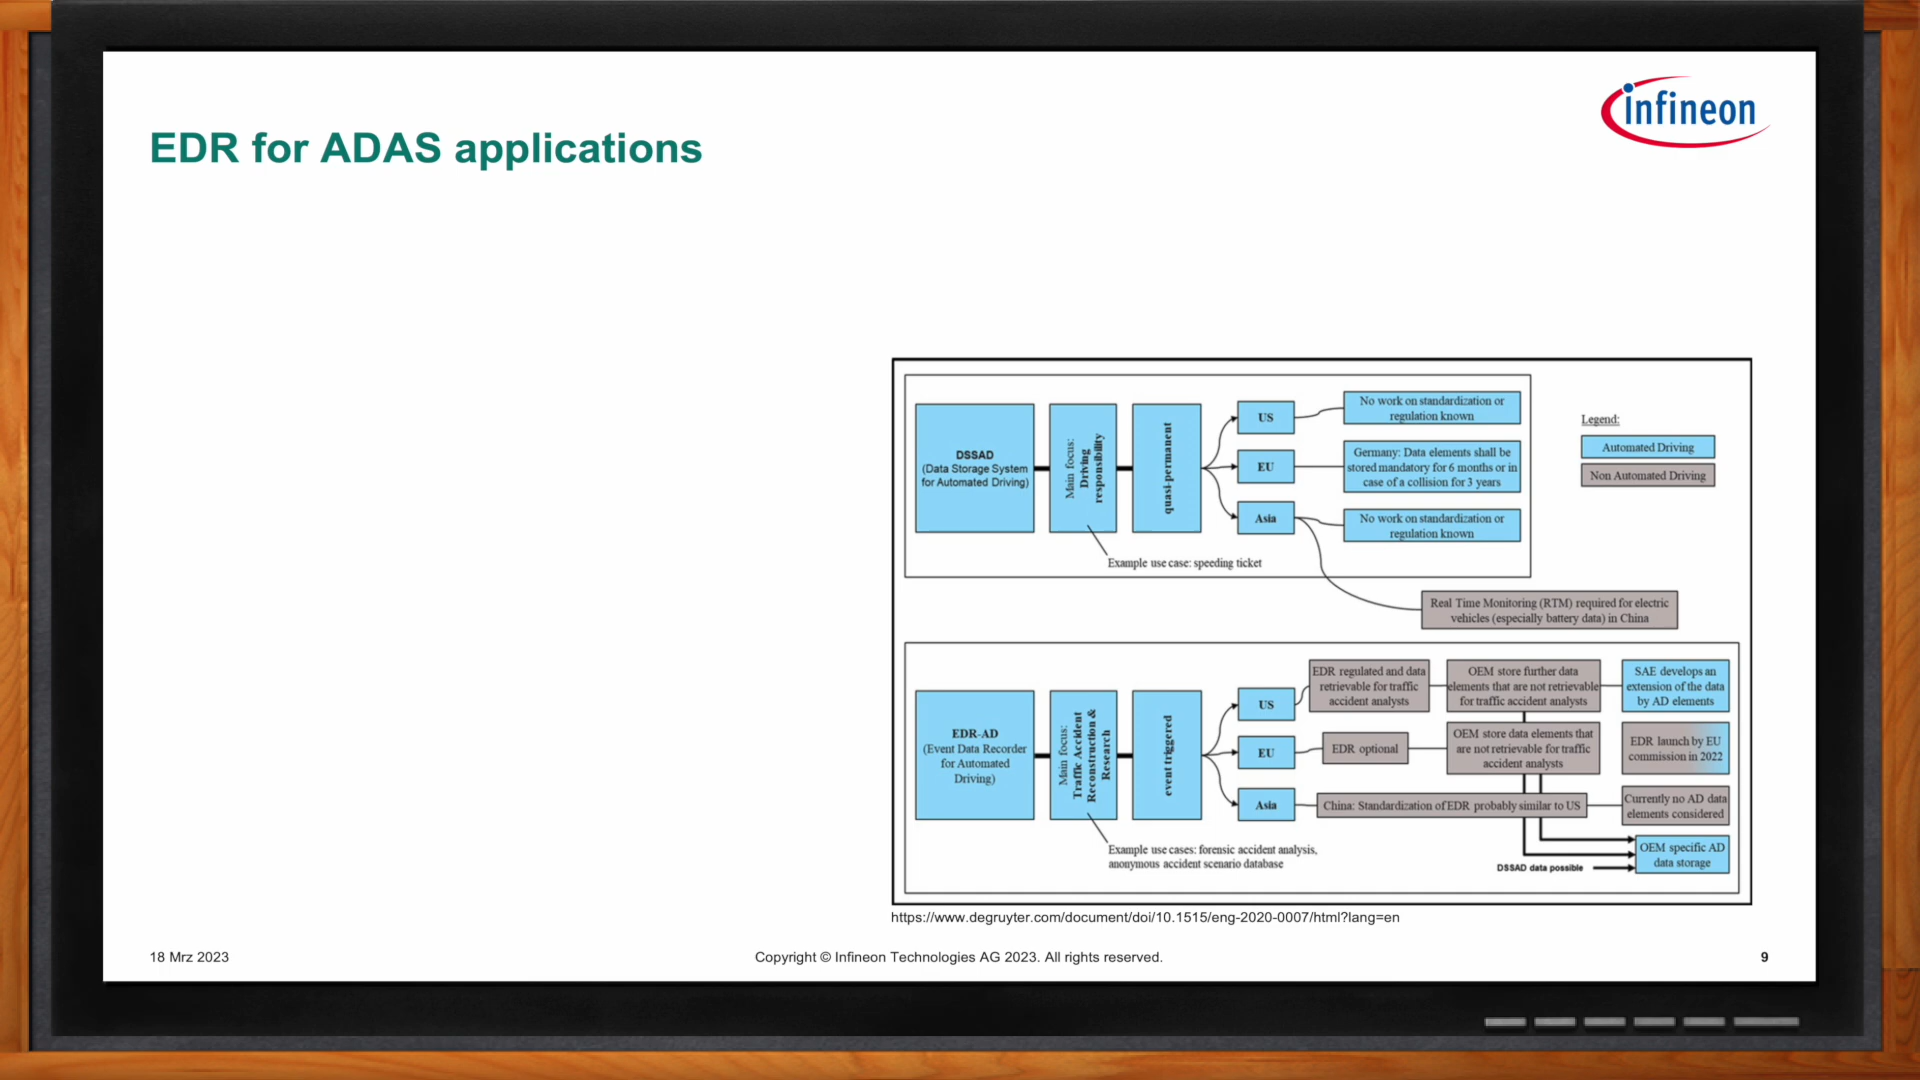 infineon
EDR for ADAS applications
DSSAD
(Data Storage System
for Automated Driving)
Main focus:
Driving
responsibility
quasi-permanent
US
EU
Asia
No work on standardization or
regulation known
Germany: Data elements shall be
stored mandatory for 6 months or in
case of a collision for 3 years
No work on standardization or
regulation known
Example use case: speeding ticket
Legend:
Automated Driving
Non Automated Driving
Real Time Monitoring (RTM) required for electric
vehicles (especially battery data) in China
EDR-AD
(Event Data Recorder
for Automated
Driving)
Main focus:
Traffic Accident
Reconstruction &
Research
event triggered
US
EU
Asia
EDR regulated and data
retrievable for traffic
accident analysts
OEM store further data
elements that are not retrievable
for traffic accident analysts
SAE develops an
extension of the data
by AD elements
EDR optional
OEM store data elements that
are not retrievable for traffic
accident analysts
EDR launch by EU
commission in 2022
China: Standardization of EDR probably similar to US
Currently no AD data
elements considered
Example use cases: forensic accident analysis,
anonymous accident scenario database
DSSAD data possible
OEM specific AD
data storage
https://www.degruyter.com/document/doi/10.1515/eng-2020-0007/html?lang=en
18 Mrz 2023
Copyright © Infineon Technologies AG 2023. All rights reserved.
9